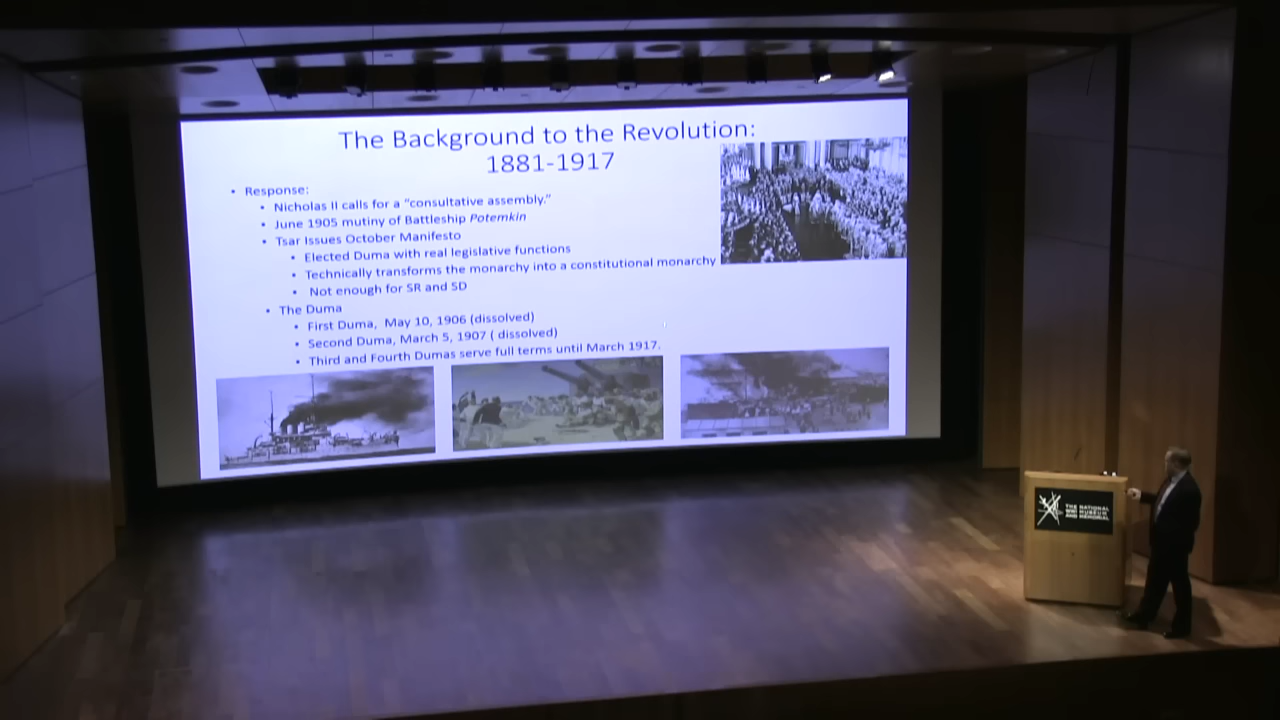 The Background to the Revolution:
1881-1917
• Response:
• Nicholas II calls for a “consultative assembly.”
• June 1905 mutiny of Battleship Potemkin
• Tsar Issues October Manifesto
• Elected Duma with real legislative functions
• Technically transforms the monarchy into a constitutional monarchy
• Not enough for SR and SD
• The Duma
• First Duma, May 10, 1906 (dissolved)
• Second Duma, March 5, 1907 ( dissolved)
• Third and Fourth Dumas serve full terms until March 1917.
THE NATIONAL
WWI MUSEUM
AND MEMORIAL